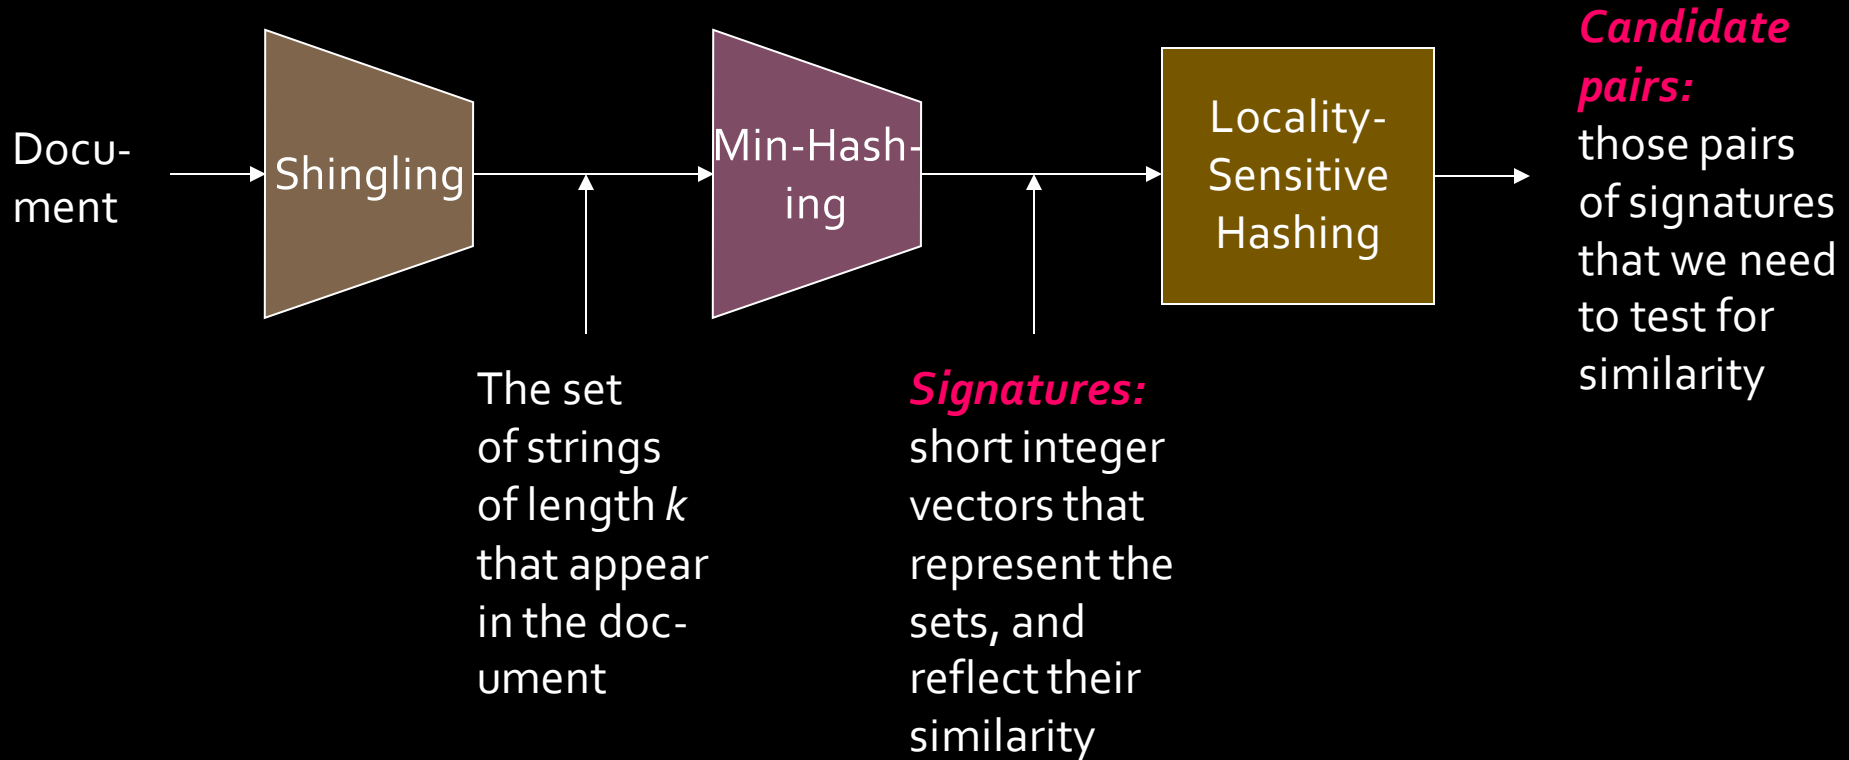 Docu-
ment
Shingling
The set
of strings
of length k
that appear
in the doc-
ument
Min-Hash-
ing
Signatures:
short integer
vectors that
represent the
sets, and
reflect their
similarity
Locality-
Sensitive
Hashing
Candidate
pairs:
those pairs
of signatures
that we need
to test for
similarity